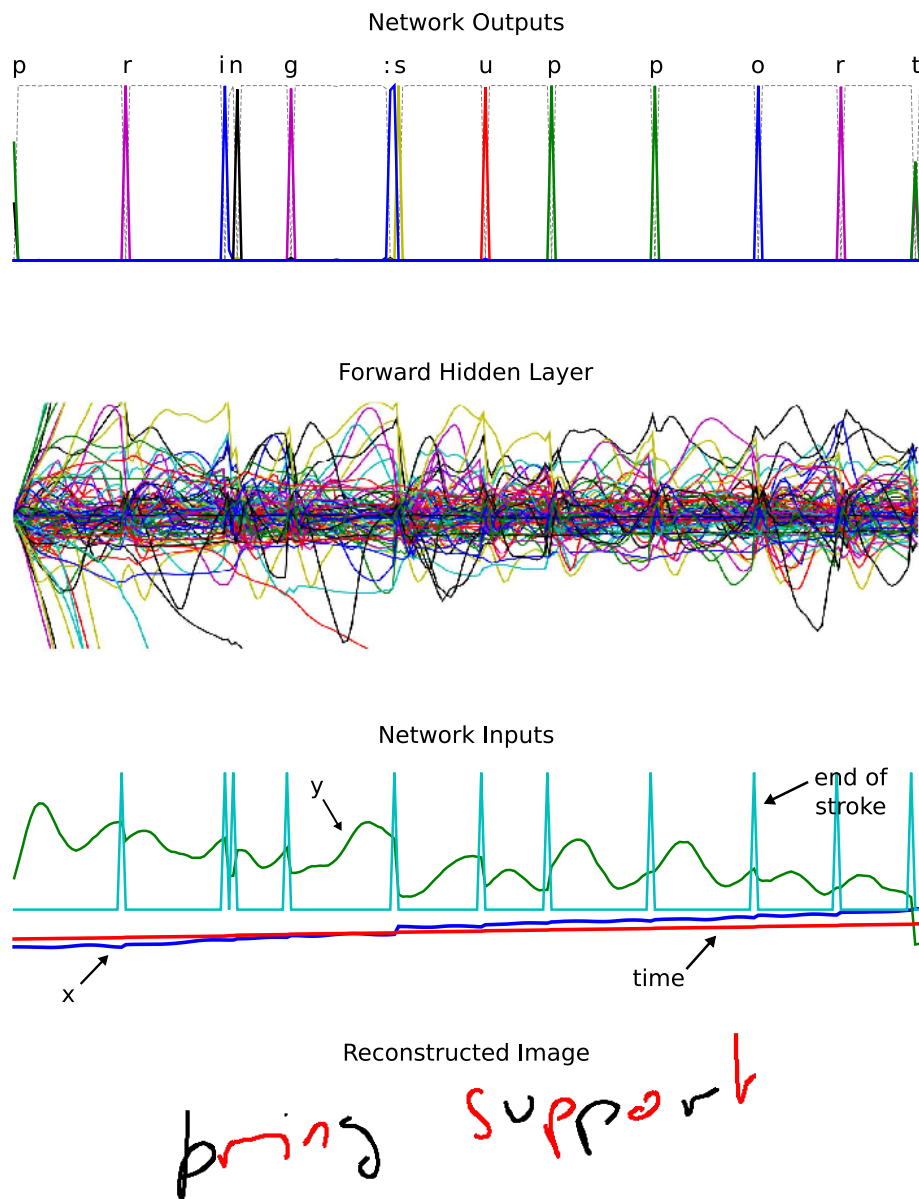 Network Outputs
p r i n g : s u p p o r t
Forward Hidden Layer
Network Inputs
y
end of
stroke
x
time
Reconstructed Image
bring support